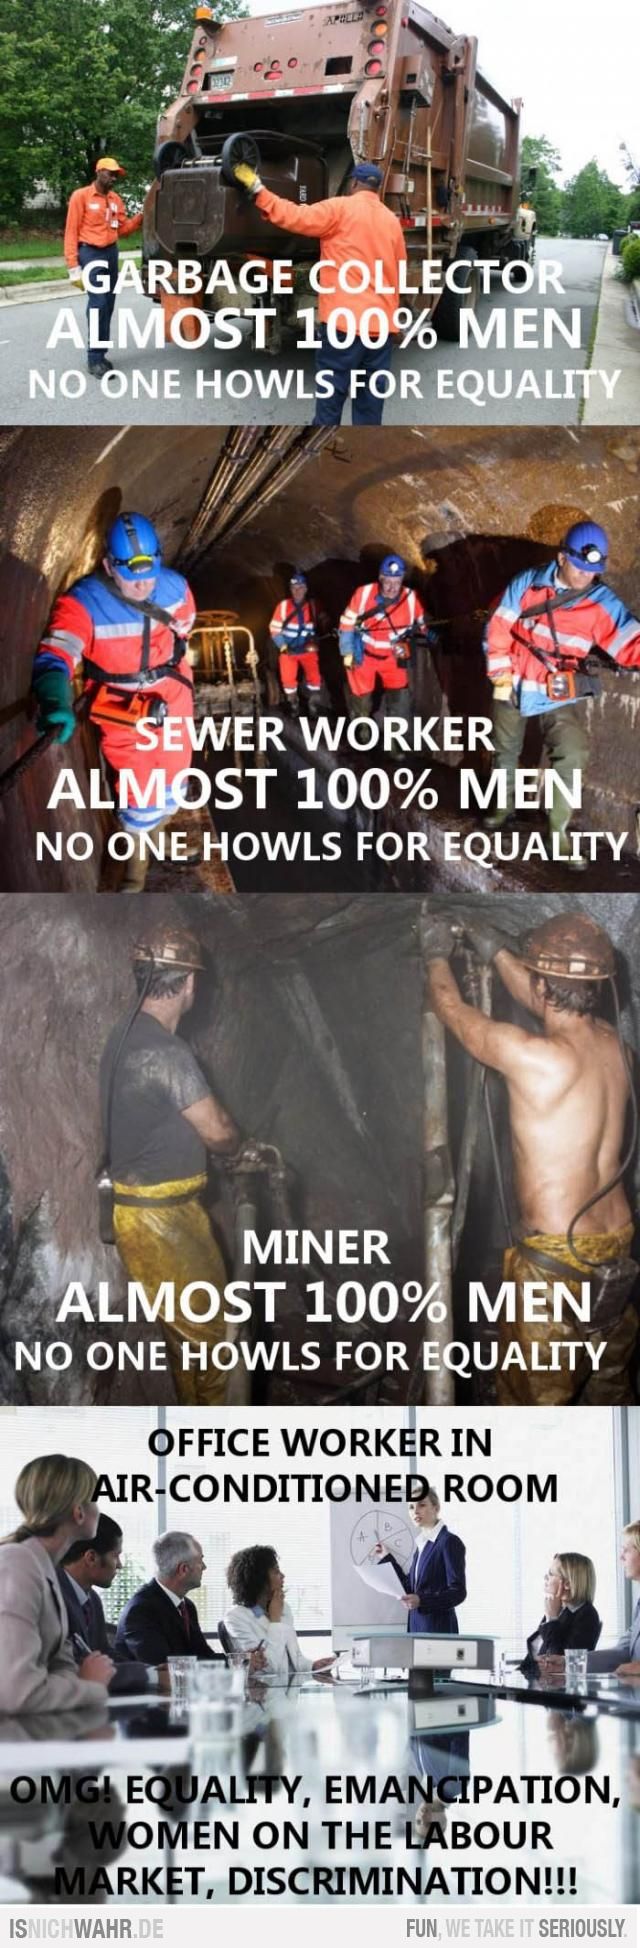 APOLLO
GARBAGE COLLECTOR
ALMOST 100% MEN
NO ONE HOWLS FOR EQUALITY
SEWER WORKER
ALMOST 100% MEN
NO ONE HOWLS FOR EQUALITY
MINER
ALMOST 100% MEN
NO ONE HOWLS FOR EQUALITY
OFFICE WORKER IN
AIR-CONDITIONED ROOM
A B
C
OMG! EQUALITY, EMANCIPATION,
WOMEN ON THE LABOUR
MARKET, DISCRIMINATION!!!
ISNICHWAHR.DE FUN, WE TAKE IT SERIOUSLY.